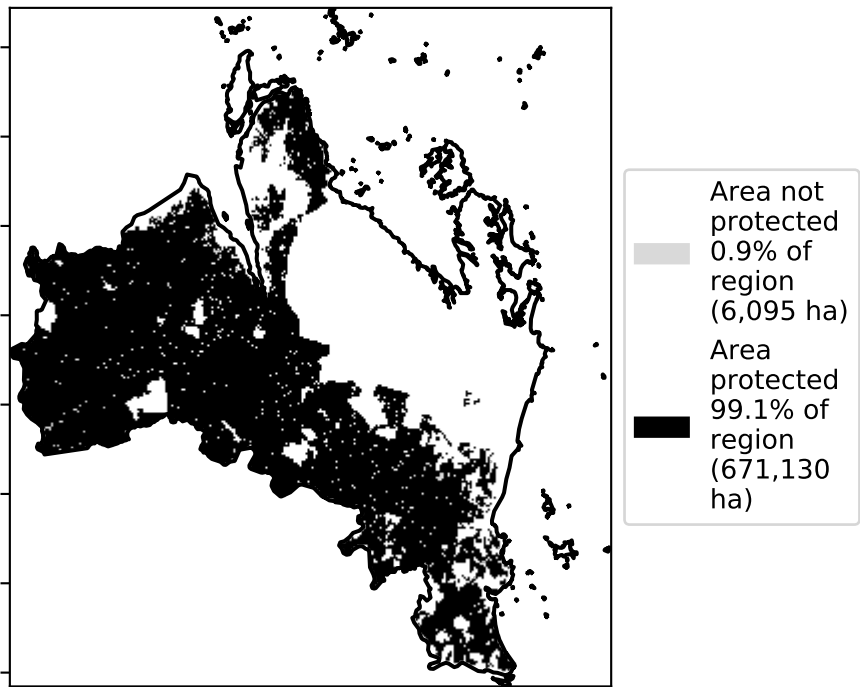 Area not
protected
0.9% of
region
(6,095 ha)
Area
protected
99.1% of
region
(671,130
ha)